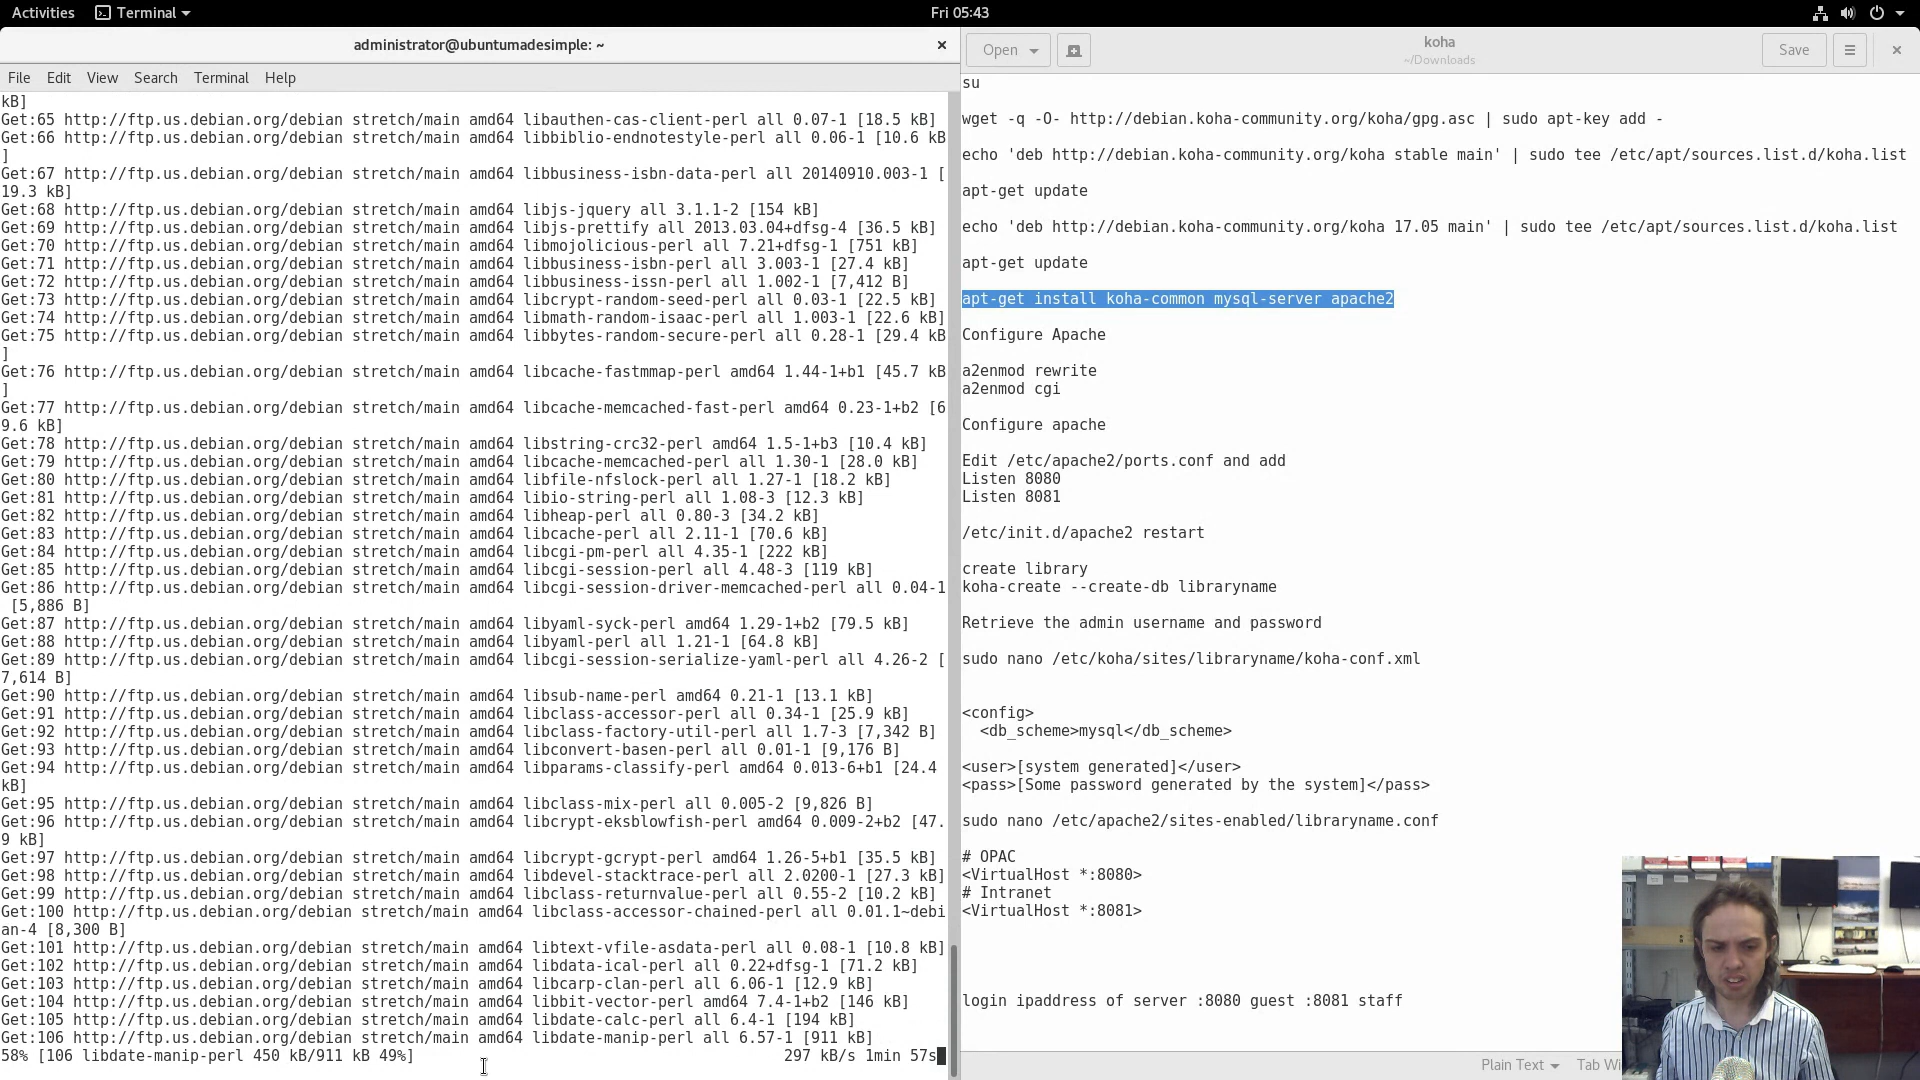 Activities
Terminal
Fri 05:43
administrator@ubuntumadesimple: ~
File Edit View Search Terminal Help
kB]
Get:65 http://ftp.us.debian.org/debian stretch/main amd64 libauthen-cas-client-perl all 0.07-1 [18.5 kB]
Get:66 http://ftp.us.debian.org/debian stretch/main amd64 libbiblio-endnotestyle-perl all 0.06-1 [10.6 kB
]
Get:67 http://ftp.us.debian.org/debian stretch/main amd64 libbusiness-isbn-data-perl all 20140910.003-1 [
19.3 kB]
Get:68 http://ftp.us.debian.org/debian stretch/main amd64 libjs-jquery all 3.1.1-2 [154 kB]
Get:69 http://ftp.us.debian.org/debian stretch/main amd64 libjs-prettify all 2013.03.04+dfsg-4 [36.5 kB]
Get:70 http://ftp.us.debian.org/debian stretch/main amd64 libmojolicious-perl all 7.21+dfsg-1 [751 kB]
Get:71 http://ftp.us.debian.org/debian stretch/main amd64 libbusiness-isbn-perl all 3.003-1 [27.4 kB]
Get:72 http://ftp.us.debian.org/debian stretch/main amd64 libbusiness-issn-perl all 1.002-1 [7,412 B]
Get:73 http://ftp.us.debian.org/debian stretch/main amd64 libcrypt-random-seed-perl all 0.03-1 [22.5 kB]
Get:74 http://ftp.us.debian.org/debian stretch/main amd64 libmath-random-isaac-perl all 1.003-1 [22.6 kB]
Get:75 http://ftp.us.debian.org/debian stretch/main amd64 libbytes-random-secure-perl all 0.28-1 [29.4 kB
]
Get:76 http://ftp.us.debian.org/debian stretch/main amd64 libcache-fastmmap-perl amd64 1.44-1+b1 [45.7 kB
]
Get:77 http://ftp.us.debian.org/debian stretch/main amd64 libcache-memcached-fast-perl amd64 0.23-1+b2 [6
9.6 kB]
Get:78 http://ftp.us.debian.org/debian stretch/main amd64 libstring-crc32-perl amd64 1.5-1+b3 [10.4 kB]
Get:79 http://ftp.us.debian.org/debian stretch/main amd64 libcache-memcached-perl all 1.30-1 [28.0 kB]
Get:80 http://ftp.us.debian.org/debian stretch/main amd64 libfile-nfslock-perl all 1.27-1 [18.2 kB]
Get:81 http://ftp.us.debian.org/debian stretch/main amd64 libio-string-perl all 1.08-3 [12.3 kB]
Get:82 http://ftp.us.debian.org/debian stretch/main amd64 libheap-perl all 0.80-3 [34.2 kB]
Get:83 http://ftp.us.debian.org/debian stretch/main amd64 libcache-perl all 2.11-1 [70.6 kB]
Get:84 http://ftp.us.debian.org/debian stretch/main amd64 libcgi-pm-perl all 4.35-1 [222 kB]
Get:85 http://ftp.us.debian.org/debian stretch/main amd64 libcgi-session-perl all 4.48-3 [119 kB]
Get:86 http://ftp.us.debian.org/debian stretch/main amd64 libcgi-session-driver-memcached-perl all 0.04-1
[5,886 B]
Get:87 http://ftp.us.debian.org/debian stretch/main amd64 libyaml-syck-perl amd64 1.29-1+b2 [79.5 kB]
Get:88 http://ftp.us.debian.org/debian stretch/main amd64 libyaml-perl all 1.21-1 [64.8 kB]
Get:89 http://ftp.us.debian.org/debian stretch/main amd64 libcgi-session-serialize-yaml-perl all 4.26-2 [
7,614 B]
Get:90 http://ftp.us.debian.org/debian stretch/main amd64 libsub-name-perl amd64 0.21-1 [13.1 kB]
Get:91 http://ftp.us.debian.org/debian stretch/main amd64 libclass-accessor-perl all 0.34-1 [25.9 kB]
Get:92 http://ftp.us.debian.org/debian stretch/main amd64 libclass-factory-util-perl all 1.7-3 [7,342 B]
Get:93 http://ftp.us.debian.org/debian stretch/main amd64 libconvert-basen-perl all 0.01-1 [9,176 B]
Get:94 http://ftp.us.debian.org/debian stretch/main amd64 libparams-classify-perl amd64 0.013-6+b1 [24.4
kB]
Get:95 http://ftp.us.debian.org/debian stretch/main amd64 libclass-mix-perl all 0.005-2 [9,826 B]
Get:96 http://ftp.us.debian.org/debian stretch/main amd64 libcrypt-eksblowfish-perl amd64 0.009-2+b2 [47.
9 kB]
Get:97 http://ftp.us.debian.org/debian stretch/main amd64 libcrypt-gcrypt-perl amd64 1.26-5+b1 [35.5 kB]
Get:98 http://ftp.us.debian.org/debian stretch/main amd64 libdevel-stacktrace-perl all 2.0200-1 [27.3 kB]
Get:99 http://ftp.us.debian.org/debian stretch/main amd64 libclass-returnvalue-perl all 0.55-2 [10.2 kB]
Get:100 http://ftp.us.debian.org/debian stretch/main amd64 libclass-accessor-chained-perl all 0.01.1~debi
an-4 [8,300 B]
Get:101 http://ftp.us.debian.org/debian stretch/main amd64 libtext-vfile-asdata-perl all 0.08-1 [10.8 kB]
Get:102 http://ftp.us.debian.org/debian stretch/main amd64 libdata-ical-perl all 0.22+dfsg-1 [71.2 kB]
Get:103 http://ftp.us.debian.org/debian stretch/main amd64 libcarp-clan-perl all 6.06-1 [12.9 kB]
Get:104 http://ftp.us.debian.org/debian stretch/main amd64 libbit-vector-perl amd64 7.4-1+b2 [146 kB]
Get:105 http://ftp.us.debian.org/debian stretch/main amd64 libdate-calc-perl all 6.4-1 [194 kB]
Get:106 http://ftp.us.debian.org/debian stretch/main amd64 libdate-manip-perl all 6.57-1 [911 kB]
58% [106 libdate-manip-perl 450 kB/911 kB 49%] 297 kB/s 1min 57s
Open
koha
~/Downloads
Save
su
wget -q -O- http://debian.koha-community.org/koha/gpg.asc | sudo apt-key add -
echo 'deb http://debian.koha-community.org/koha stable main' | sudo tee /etc/apt/sources.list.d/koha.list
apt-get update
echo 'deb http://debian.koha-community.org/koha 17.05 main' | sudo tee /etc/apt/sources.list.d/koha.list
apt-get update
apt-get install koha-common mysql-server apache2
Configure Apache
a2enmod rewrite
a2enmod cgi
Configure apache
Edit /etc/apache2/ports.conf and add
Listen 8080
Listen 8081
/etc/init.d/apache2 restart
create library
koha-create --create-db libraryname
Retrieve the admin username and password
sudo nano /etc/koha/sites/libraryname/koha-conf.xml
<config>
<db_scheme>mysql</db_scheme>
<user>[system generated]</user>
<pass>[Some password generated by the system]</pass>
sudo nano /etc/apache2/sites-enabled/libraryname.conf
# OPAC
<VirtualHost *:8080>
# Intranet
<VirtualHost *:8081>
login ipaddress of server :8080 guest :8081 staff
Plain Text
Tab Wi